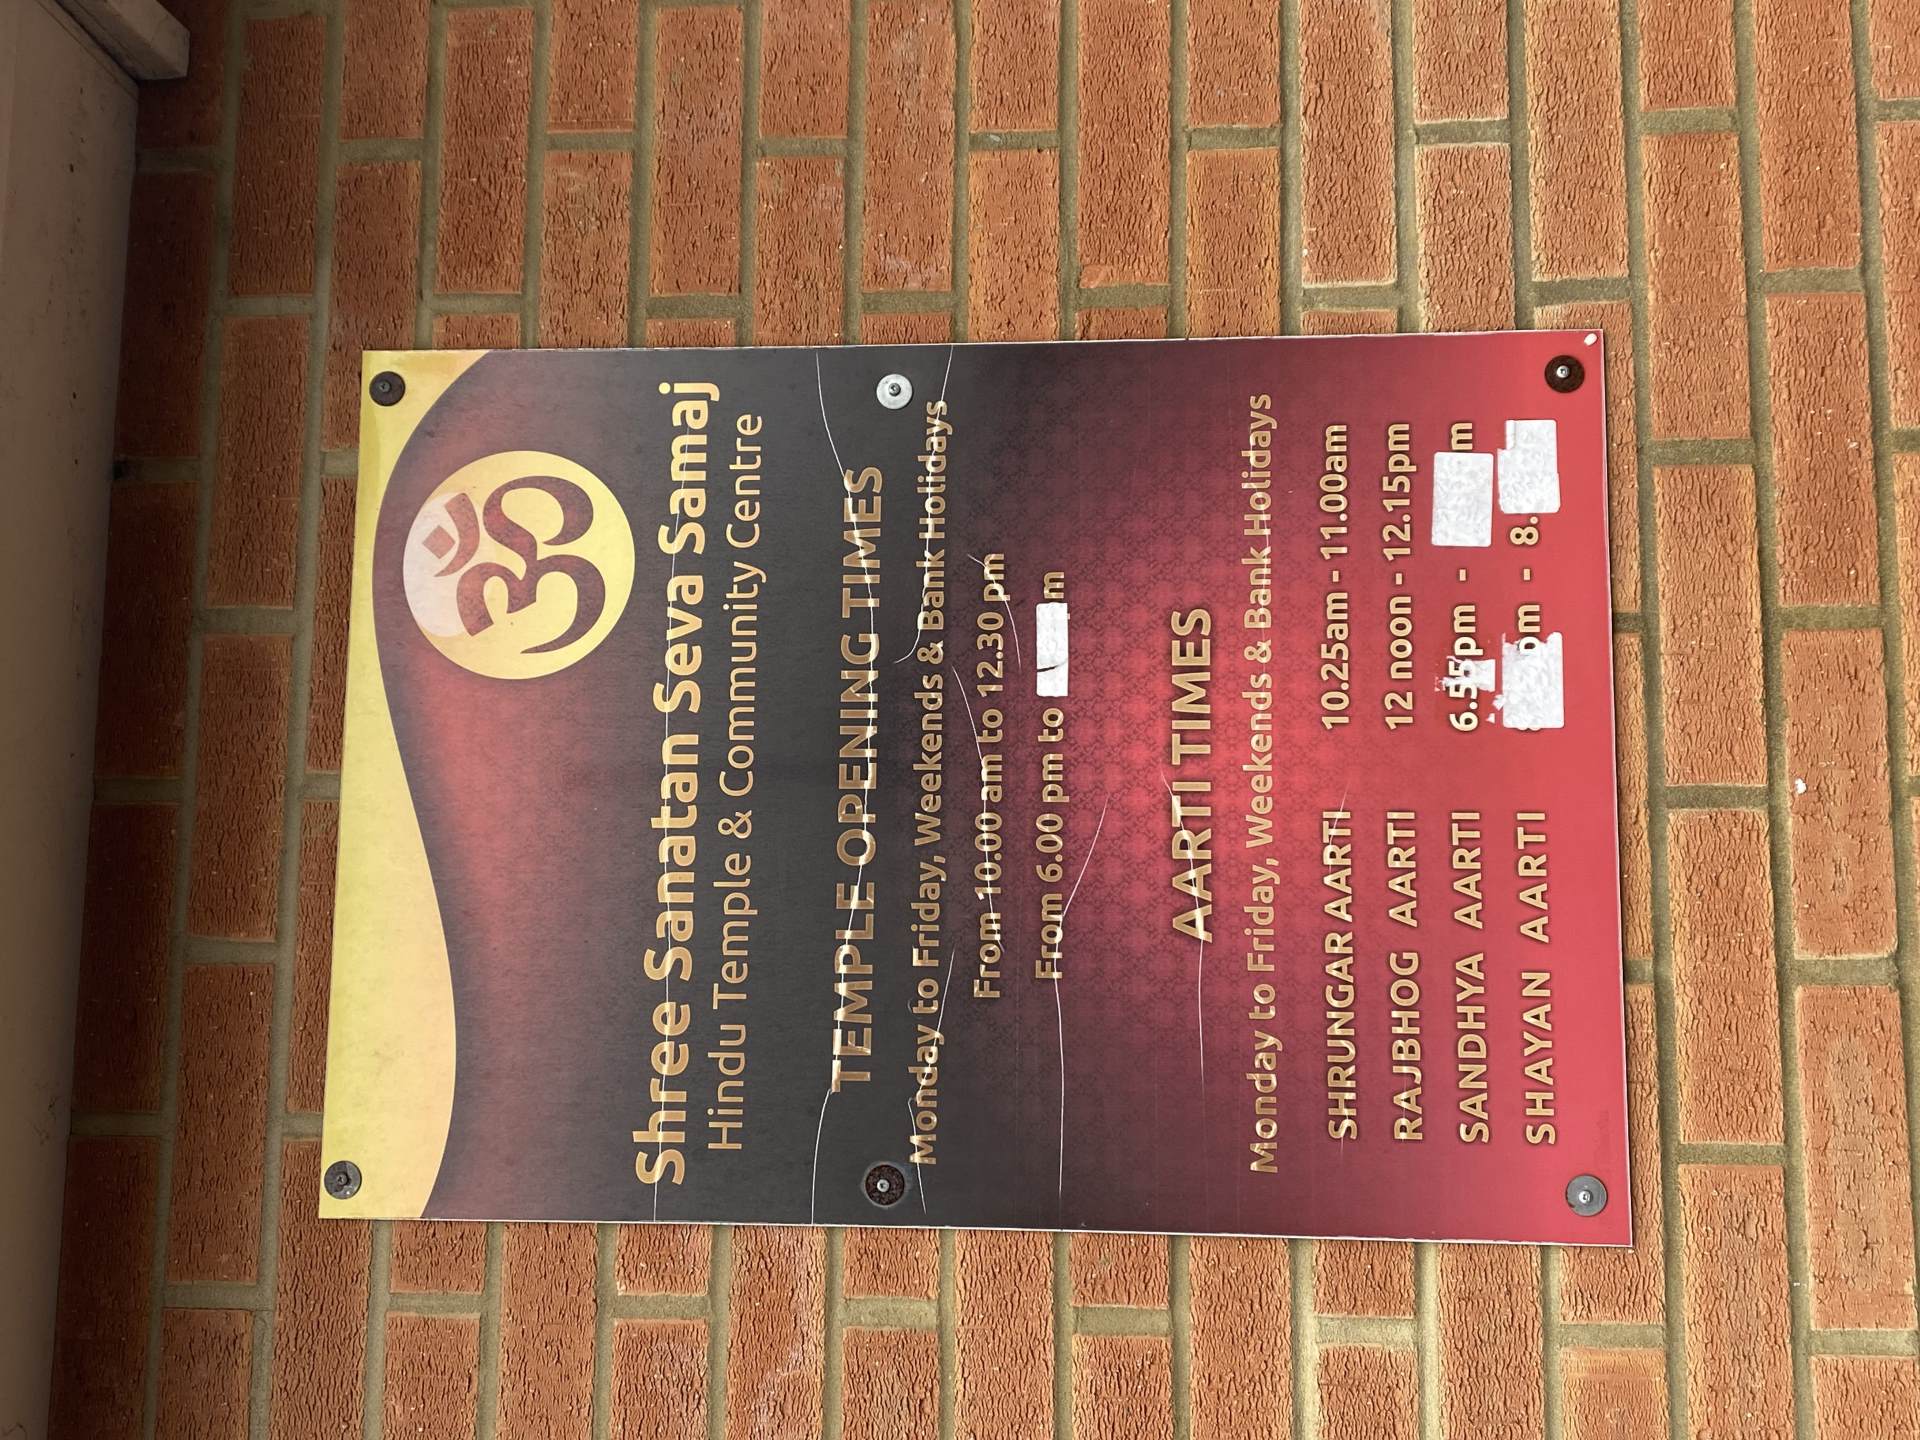 ॐ
Shree Sanatan Seva Samaj
Hindu Temple & Community Centre
TEMPLE OPENING TIMES
Monday to Friday, Weekends & Bank Holidays
From 10.00 am to 12.30 pm
From 6.00 pm to
AARTI TIMES
Monday to Friday, Weekends & Bank Holidays
SHRUNGAR AARTI 10.25am - 11.00am
RAJBHOG AARTI 12 noon - 12.15pm
SANDHYA AARTI 6.55pm -
SHAYAN AARTI -